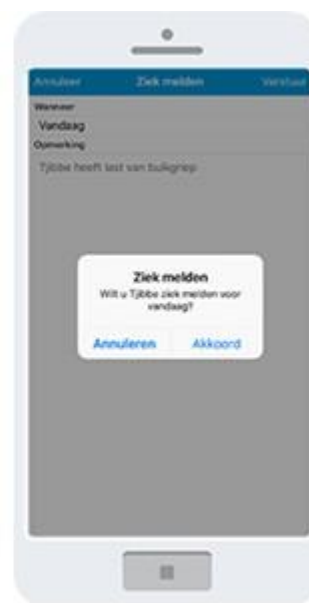 Annuleer Ziek melden Verstuur
Wanneer
Vandaag
Opmerking
Tjibbe heeft last van buikgriep
Ziek melden
Wilt u Tjibbe ziek melden voor
vandaag?
Annuleren Akkoord